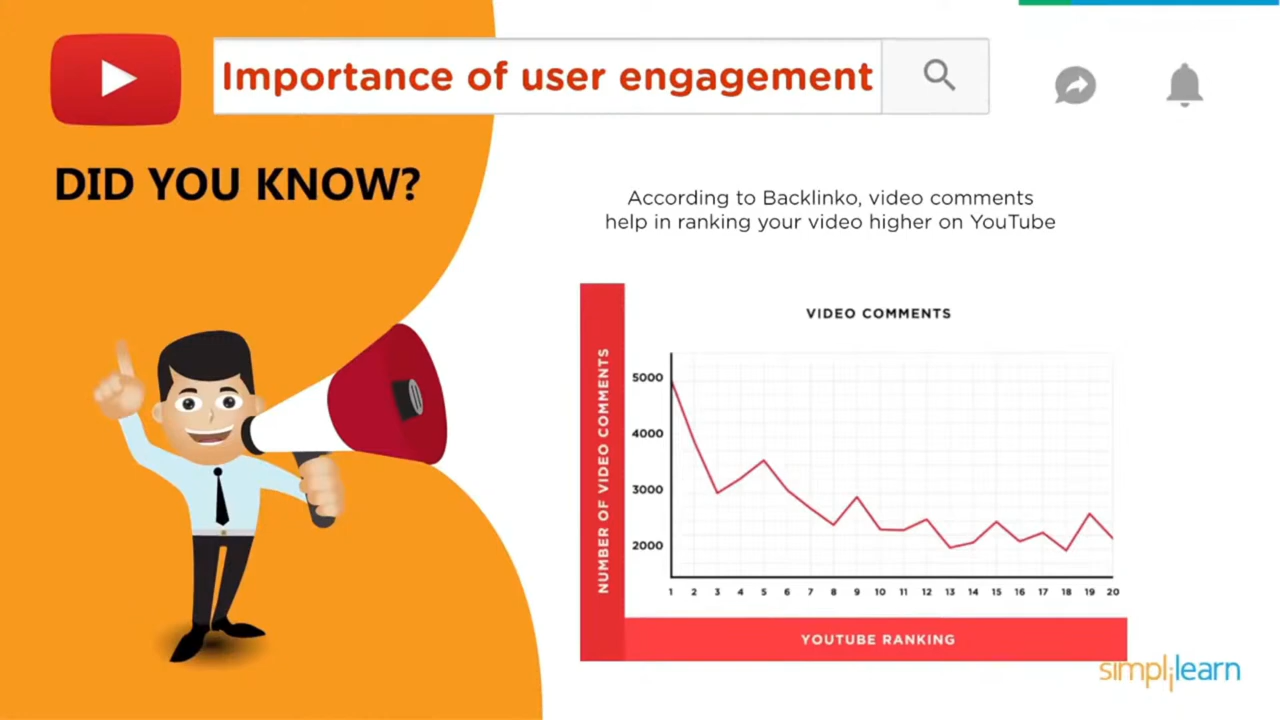 Importance of user engagement
DID YOU KNOW?
According to Backlinko, video comments
help in ranking your video higher on YouTube
VIDEO COMMENTS
NUMBER OF VIDEO COMMENTS
5000
4000
3000
2000
1 2 3 4 5 6 7 8 9 10 11 12 13 14 15 16 17 18 19 20
YOUTUBE RANKING
simplilearn